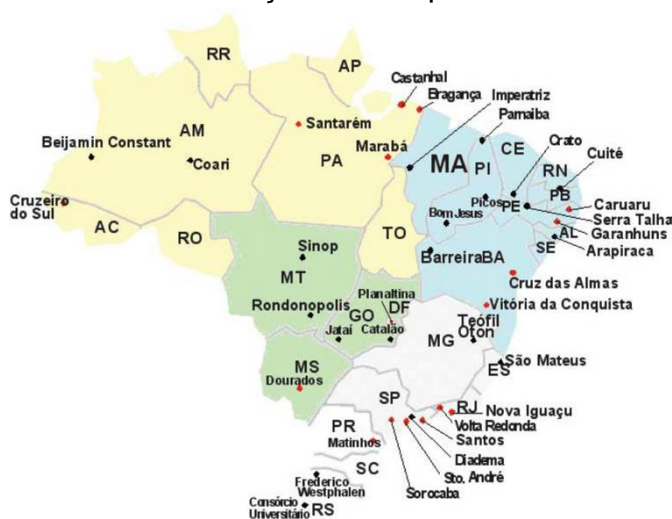 RR
AP
Castanhal
Bragança
Imperatriz
Parnaiba
Santarém
AM
Beijamin Constant
Coari
PA
Marabá
MA
CE
Crato
PI
RN
Cuité
Cruzeiro
do Sul
Picos
PE
PB
Caruaru
Serra Talha
AC
RO
TO
Bom Jesus
AL
Garanhuns
SE
Arapiraca
Sinop
MT
Barreira
BA
Cruz das Almas
Planaltina
DF
Vitória da Conquista
Rondonopolis
GO
Jataí
Catalão
Teófil
Oton
MG
São Mateus
ES
MS
Dourados
SP
RJ
Nova Iguaçu
Volta Redonda
PR
Matinhos
Santos
Diadema
SC
Sto. André
Frederico
Westphalen
Sorocaba
Consórcio
Universitário
RS